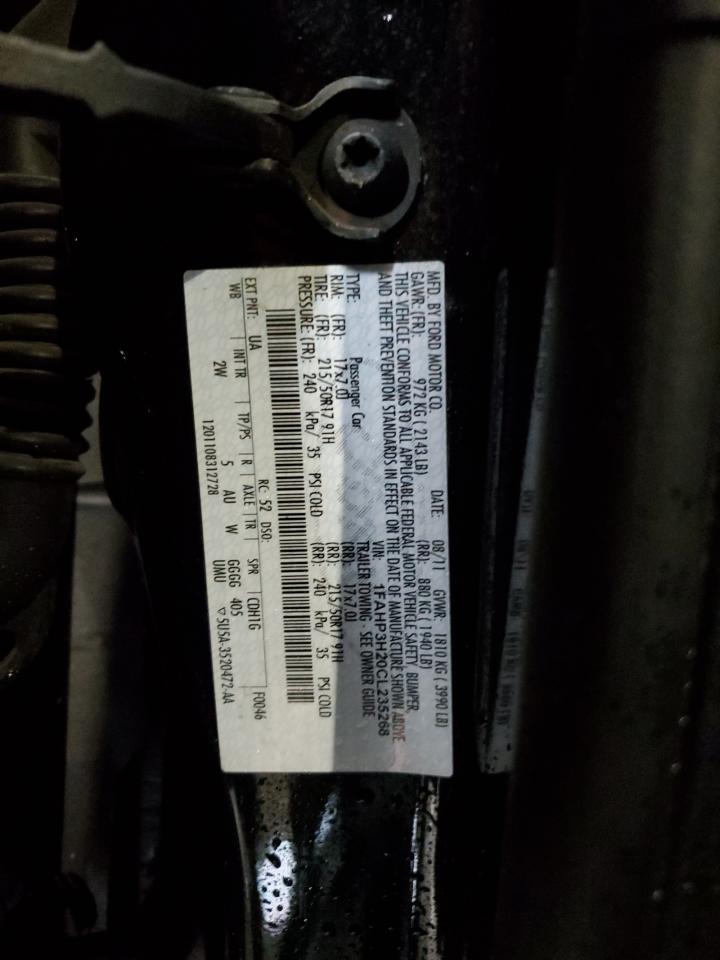 MFD. BY FORD MOTOR CO. DATE: 08/11 GVWR: 1810 KG ( 3990 LB)
GAWR: (FR): 972 KG ( 2143 LB) (RR): 880 KG ( 1940 LB)
THIS VEHICLE CONFORMS TO ALL APPLICABLE FEDERAL MOTOR VEHICLE SAFETY, BUMPER,
AND THEFT PREVENTION STANDARDS IN EFFECT ON THE DATE OF MANUFACTURE SHOWN ABOVE
VIN: 1FAHP3H20CL235268
TYPE: Passenger Car TRAILER TOWING - SEE OWNER GUIDE
RIM: (FR): 17x7.0J (RR): 17x7.0J
TIRE: (FR): 215/50R17 91H (RR): 215/50R17 91H
PRESSURE: (FR): 240 kPa/ 35 PSI COLD (RR): 240 kPa/ 35 PSI COLD
RC: 52 DSO: F0046
EXT PNT: UA CDH1G
WB INT TR TP/PS R AXLE TR SPR GGGG 405
2W 5 AU W UMU
1201108312728 ▽5U5A-3520472-AA